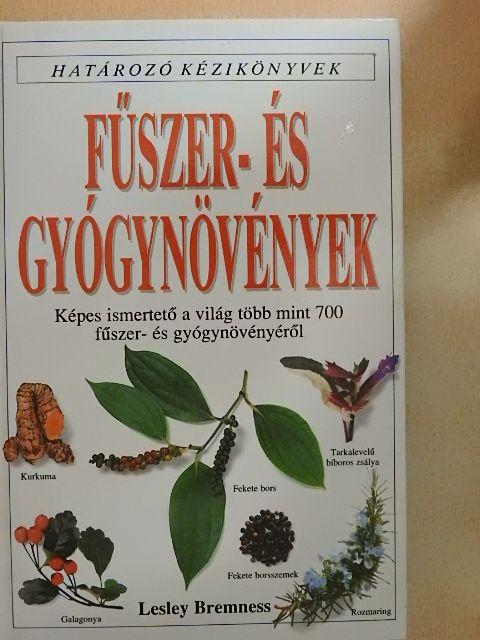 HATÁROZÓ KÉZIKÖNYVEK
FŰSZER- ÉS
GYÓGYNÖVÉNYEK
Képes ismertető a világ több mint 700
fűszer- és gyógynövényéről
Kurkuma
Fekete bors
Tarkalevelű
bíboros zsálya
Fekete borsszemek
Galagonya
Lesley Bremness
Rozmaring